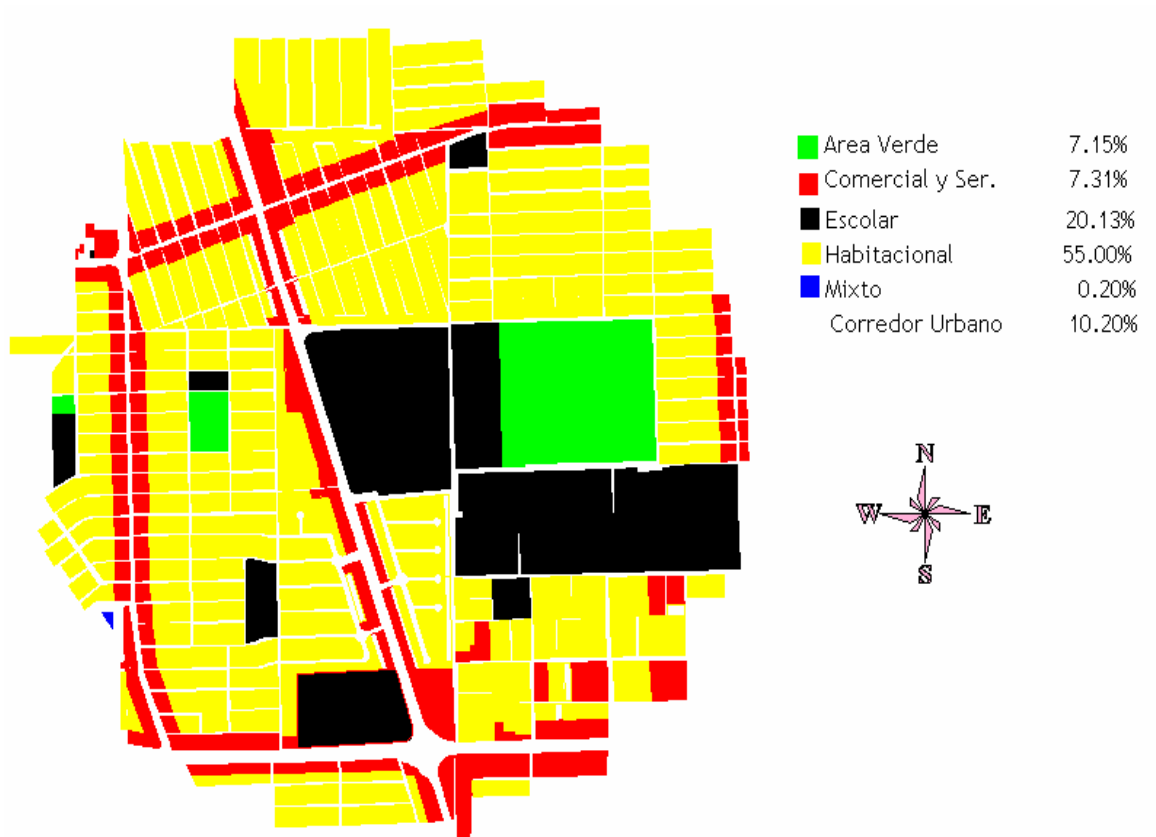 Area Verde 7.15%
Comercial y Ser. 7.31%
Escolar 20.13%
Habitacional 55.00%
Mixto 0.20%
Corredor Urbano 10.20%
N
W E
S